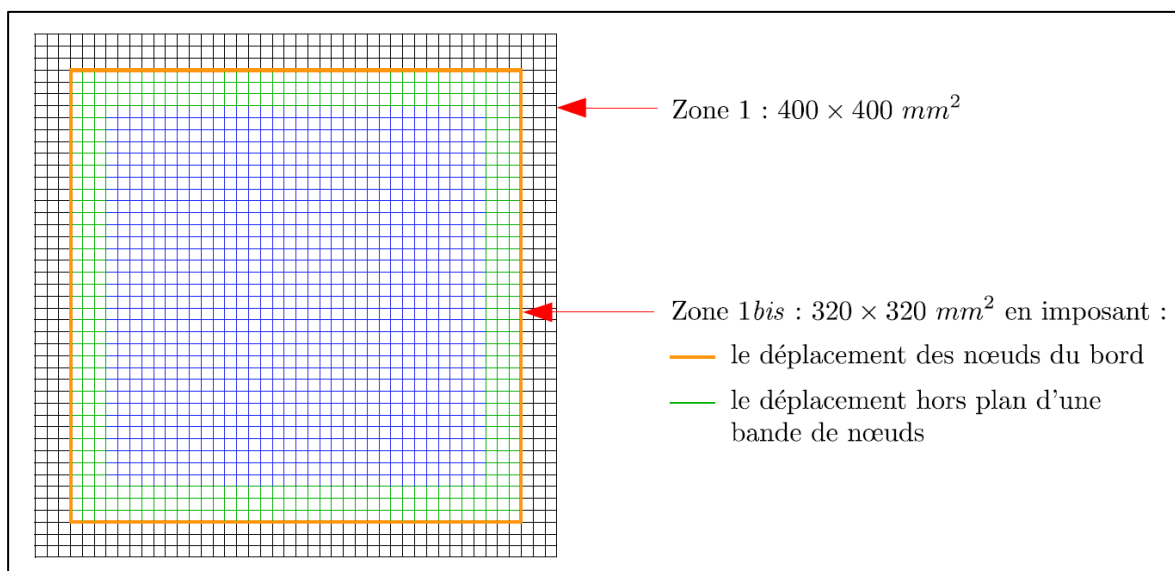 Zone 1 : 400 × 400 mm²
Zone 1bis : 320 × 320 mm² en imposant :
le déplacement des nœuds du bord
le déplacement hors plan d'une
bande de nœuds